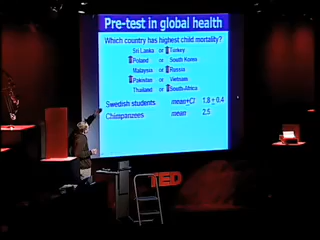 Pre-test in global health
Which country has highest child mortality?
Sri Lanka or Turkey
Poland or South Korea
Malaysia or Russia
Pakistan or Vietnam
Thailand or South Africa
Swedish students mean+CI 1.8 ± 0.4
Chimpanzees mean 2.5
TED